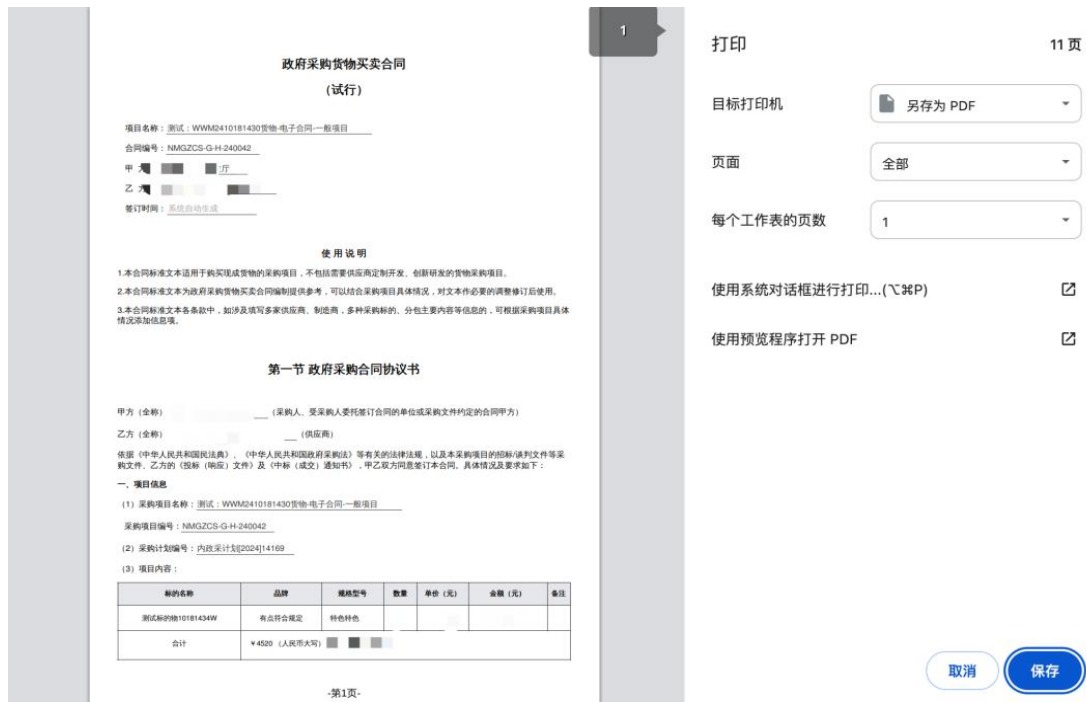 政府采购货物买卖合同
（试行）
项目名称：测试：WWM2410181430货物-电子合同-一般项目
合同编号：NMGZCS-G-H-240042
甲 厅
乙
签订时间：系统自动生成
使 用 说 明
1.本合同标准文本适用于购买现成货物的采购项目，不包括需要供应商定制开发、创新研发的货物采购项目。
2.本合同标准文本为政府采购货物买卖合同编制提供参考，可以结合采购项目具体情况，对文本作必要的调整修订后使用。
3.本合同标准文本各条款中，如涉及填写多家供应商、制造商，多种采购标的、分包主要内容等信息的，可根据采购项目具体
情况添加信息项。
第一节 政府采购合同协议书
甲方（全称） （采购人、受采购人委托签订合同的单位或采购文件约定的合同甲方）
乙方（全称） （供应商）
依据《中华人民共和国民法典》、《中华人民共和国政府采购法》等有关的法律法规，以及本采购项目的招标/谈判文件等采
购文件、乙方的《投标（响应）文件》及《中标（成交）通知书》，甲乙双方同意签订本合同。具体情况及要求如下：
一、项目信息
（1）采购项目名称：测试：WWM2410181430货物-电子合同-一般项目
采购项目编号：NMGZCS-G-H-240042
（2）采购计划编号：内政采计划[2024]14169
（3）项目内容：
标的名称 品牌 规格型号 数量 单价（元） 金额（元） 备注
测试标的物10181434W 有点符合规定 特色特色
合计 ￥4520 （人民币大写）
-第1页-
1
打印 11 页
目标打印机 另存为 PDF
页面 全部
每个工作表的页数 1
使用系统对话框进行打印...(⌥⌘P)
使用预览程序打开 PDF
取消 保存